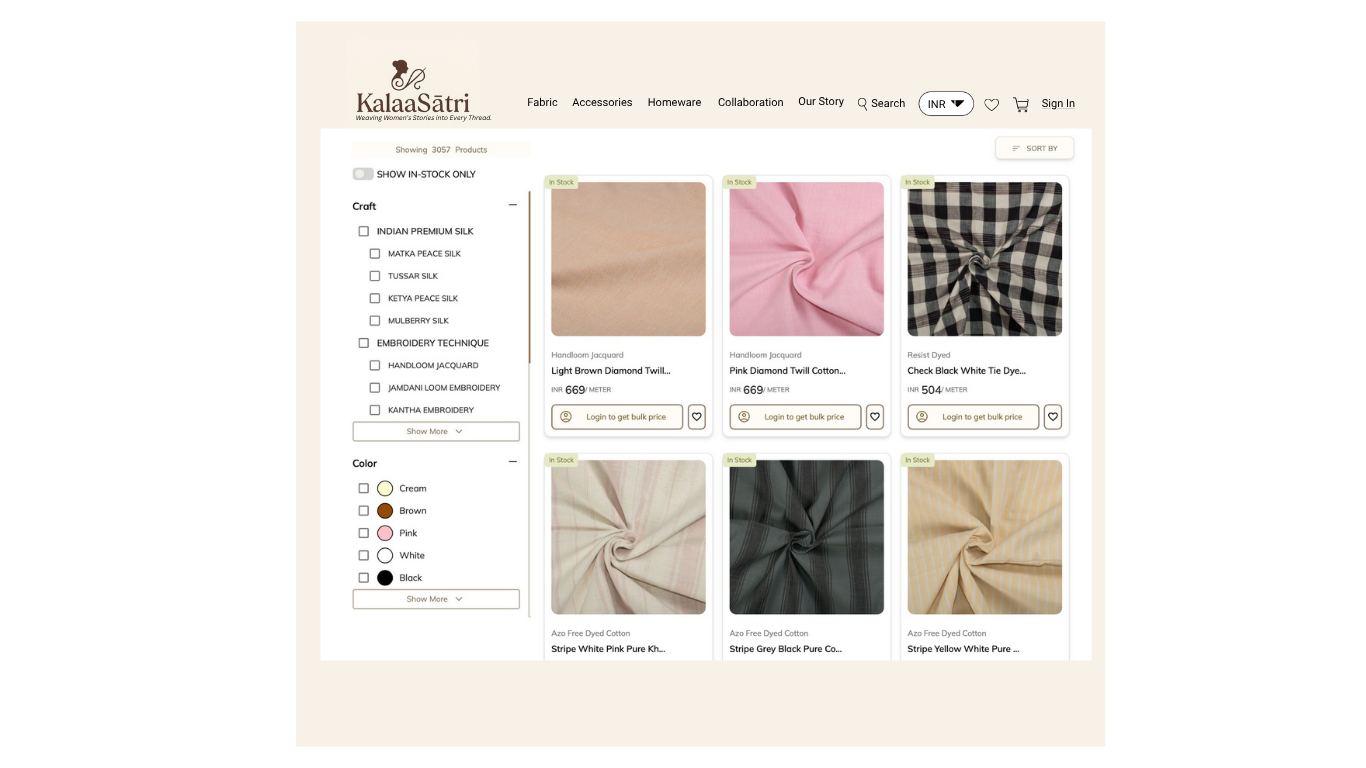 KalaaSātri
Weaving Women's Stories into Every Thread.
Fabric Accessories Homeware Collaboration Our Story Search INR Sign In
Showing 3057 Products
SORT BY
SHOW IN-STOCK ONLY
Craft
INDIAN PREMIUM SILK
MATKA PEACE SILK
TUSSAR SILK
KETYA PEACE SILK
MULBERRY SILK
EMBROIDERY TECHNIQUE
HANDLOOM JACQUARD
JAMDANI LOOM EMBROIDERY
KANTHA EMBROIDERY
Show More
Color
Cream
Brown
Pink
White
Black
Show More
In Stock
Handloom Jacquard
Light Brown Diamond Twill...
INR 669/ METER
Login to get bulk price
In Stock
Handloom Jacquard
Pink Diamond Twill Cotton...
INR 669/ METER
Login to get bulk price
In Stock
Resist Dyed
Check Black White Tie Dye...
INR 504/ METER
Login to get bulk price
In Stock
Azo Free Dyed Cotton
Stripe White Pink Pure Kh...
In Stock
Azo Free Dyed Cotton
Stripe Grey Black Pure Co...
In Stock
Azo Free Dyed Cotton
Stripe Yellow White Pure ...